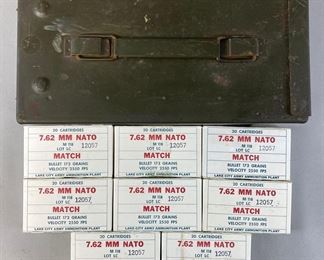 20 CARTRIDGES 20 CARTRIDGES 20 CARTRIDGES
7.62 MM NATO 7.62 MM NATO 7.62 MM NATO
M 118 M 118 M 118
LOT LC 12057 LOT LC 12057 LOT LC 12057
MATCH MATCH MATCH
BULLET 173 GRAINS BULLET 173 GRAINS BULLET 173 GRAINS
VELOCITY 2550 FPS VELOCITY 2550 FPS VELOCITY 2550 FPS
LAKE CITY ARMY AMMUNITION PLANT LAKE CITY ARMY AMMUNITION PLANT LAKE CITY ARMY AMMUNITION PLANT
20 CARTRIDGES 20 CARTRIDGES 20 CARTRIDGES
7.62 MM NATO 7.62 MM NATO 7.62 MM NATO
M 118 M 118 M 118
LOT LC 12057 LOT LC 12057 LOT LC 12057
MATCH MATCH MATCH
BULLET 173 GRAINS BULLET 173 GRAINS BULLET 173 GRAINS
VELOCITY 2550 FPS VELOCITY 2550 FPS VELOCITY 2550 FPS
LAKE CITY ARMY AMMUNITION PLANT LAKE CITY ARMY AMMUNITION PLANT LAKE CITY ARMY AMMUNITION PLANT
20 CARTRIDGES 20 CARTRIDGES
7.62 MM NATO 7.62 MM NATO
M 118 M 118
LOT LC 12057 LOT LC 12057